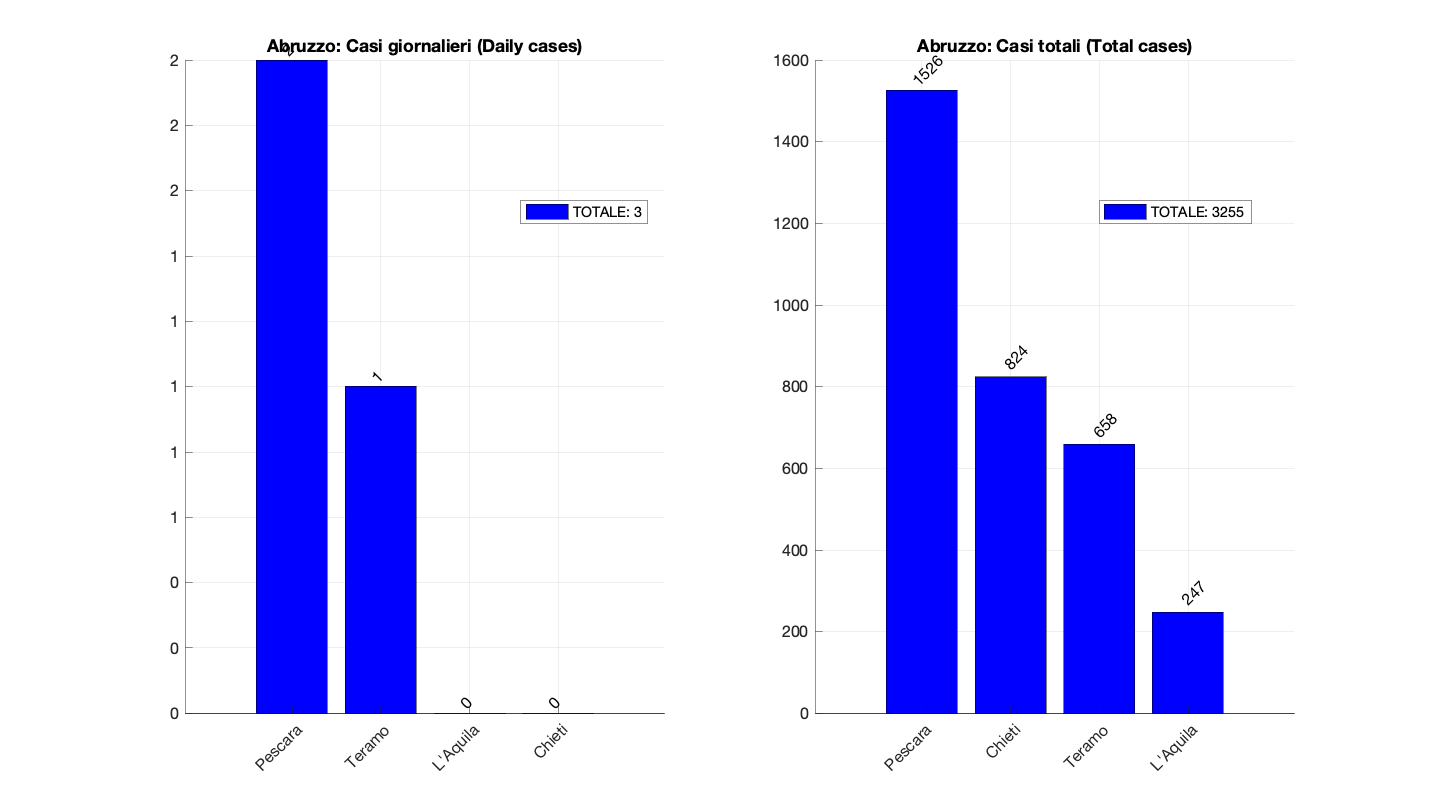 Abruzzo: Casi giornalieri (Daily cases)
2
2
2
2
1
1
1
1
1
0
0
0
1
0
0
TOTALE: 3
Pescara
Teramo
L'Aquila
Chieti
Abruzzo: Casi totali (Total cases)
1600
1400
1200
1000
800
600
400
200
0
1526
824
658
247
TOTALE: 3255
Pescara
Chieti
Teramo
L'Aquila